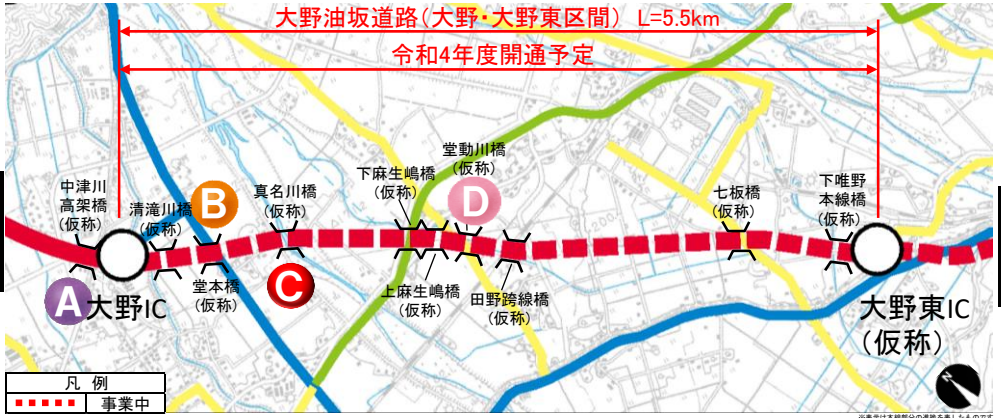 大野油坂道路(大野・大野東区間) L=5.5km
令和4年度開通予定
中津川
高架橋
(仮称)
清滝川橋
(仮称)
B
真名川橋
(仮称)
下麻生嶋橋
(仮称)
堂動川橋
(仮称)
D
七板橋
(仮称)
下唯野
本線橋
(仮称)
A
大野IC
堂本橋
(仮称)
C
上麻生嶋橋
(仮称)
田野跨線橋
(仮称)
大野東IC
(仮称)
凡 例
事業中
N